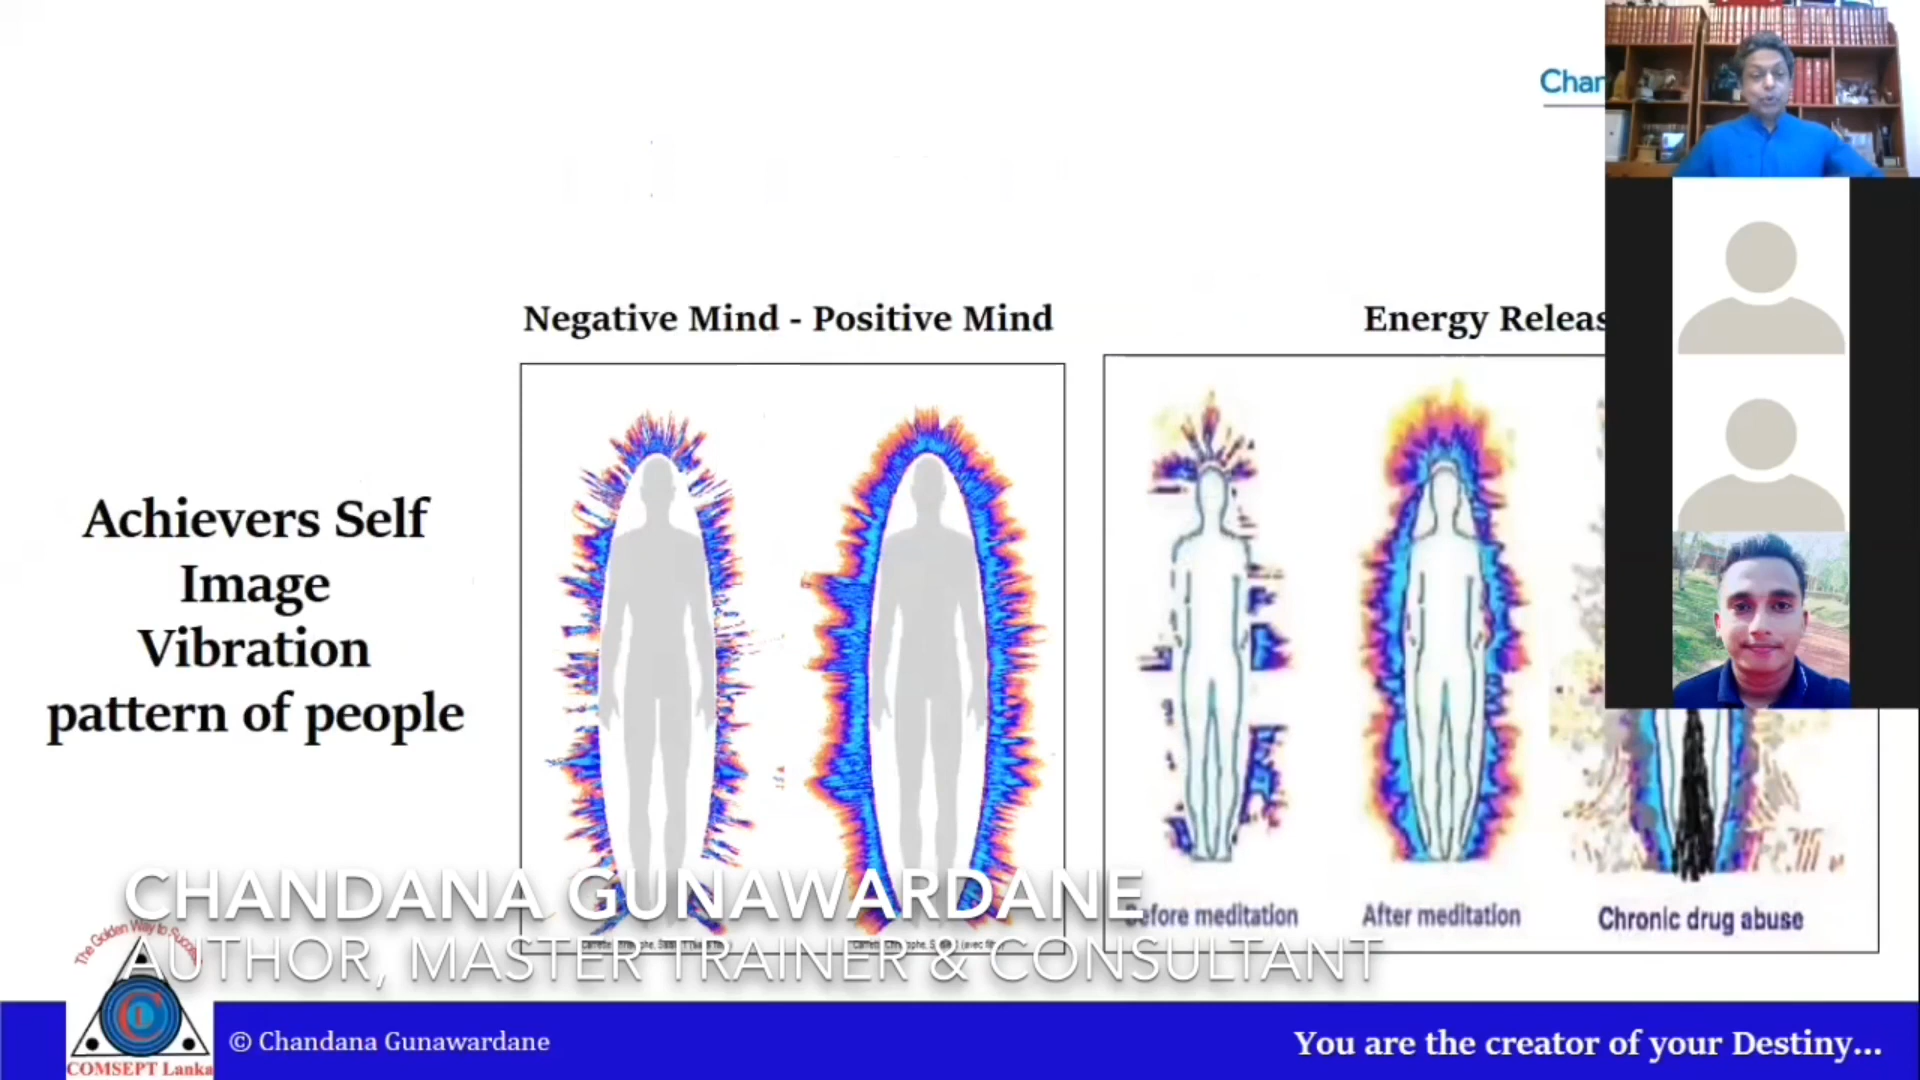 Char
Negative Mind - Positive Mind
Energy Releas
Achievers Self
Image
Vibration
pattern of people
Before meditation
After meditation
Chronic drug abuse
CHANDANA GUNAWARDANE
AUTHOR, MASTER TRAINER & CONSULTANT
The Golden Way to Success
COMSEPT Lanka
© Chandana Gunawardane
You are the creator of your Destiny...